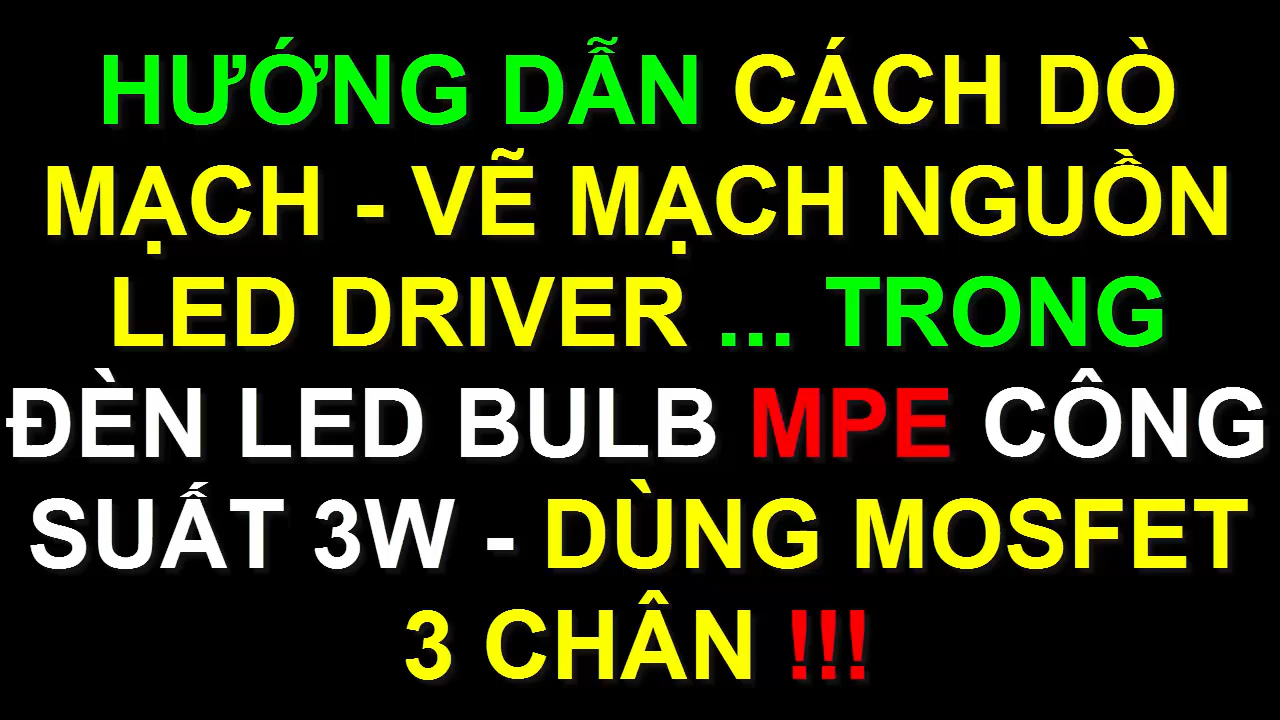 HƯỚNG DẪN CÁCH DÒ
MẠCH - VẼ MẠCH NGUỒN
LED DRIVER ... TRONG
ĐÈN LED BULB MPE CÔNG
SUẤT 3W - DÙNG MOSFET
3 CHÂN !!!